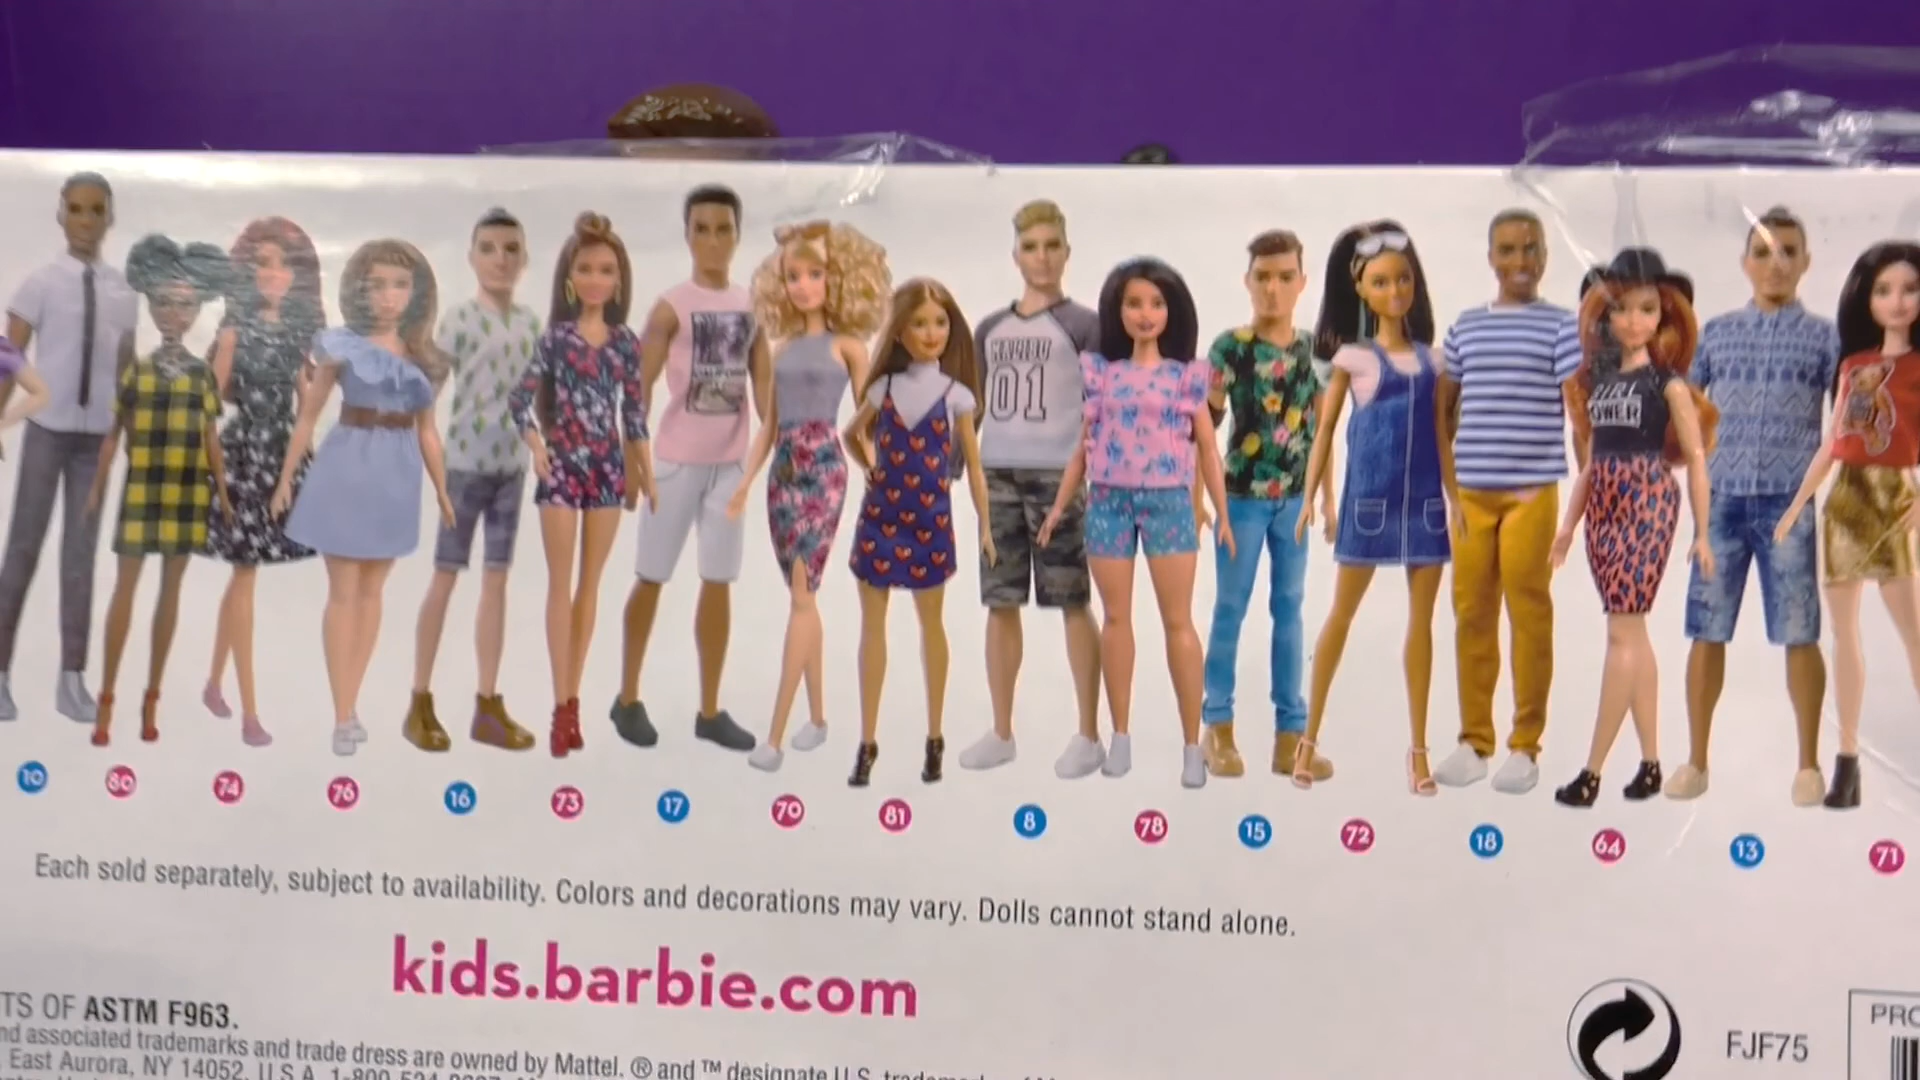 MALIBU
01
GIRL
POWER
10 80 74 76 16 73 17 70 81 8 78 15 72 18 64 13 71
Each sold separately, subject to availability. Colors and decorations may vary. Dolls cannot stand alone.
kids.barbie.com
TS OF ASTM F963.
nd associated trademarks and trade dress are owned by Mattel. ® and ™ designate U.S.
East Aurora, NY 14052, U.S.A.
FJF75
PRO